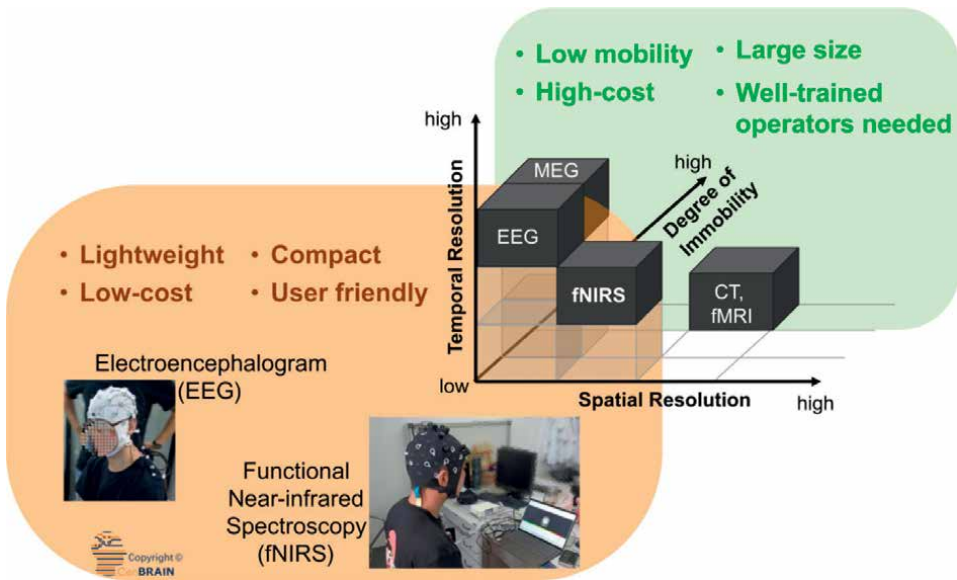 • Low mobility
• High-cost
• Large size
• Well-trained
operators needed
high
Temporal Resolution
low
MEG
EEG
fNIRS
CT,
fMRI
high
Degree of
Immobility
Spatial Resolution
high
• Lightweight
• Low-cost
• Compact
• User friendly
Electroencephalogram
(EEG)
Functional
Near-infrared
Spectroscopy
(fNIRS)
Copyright ©
BRAIN